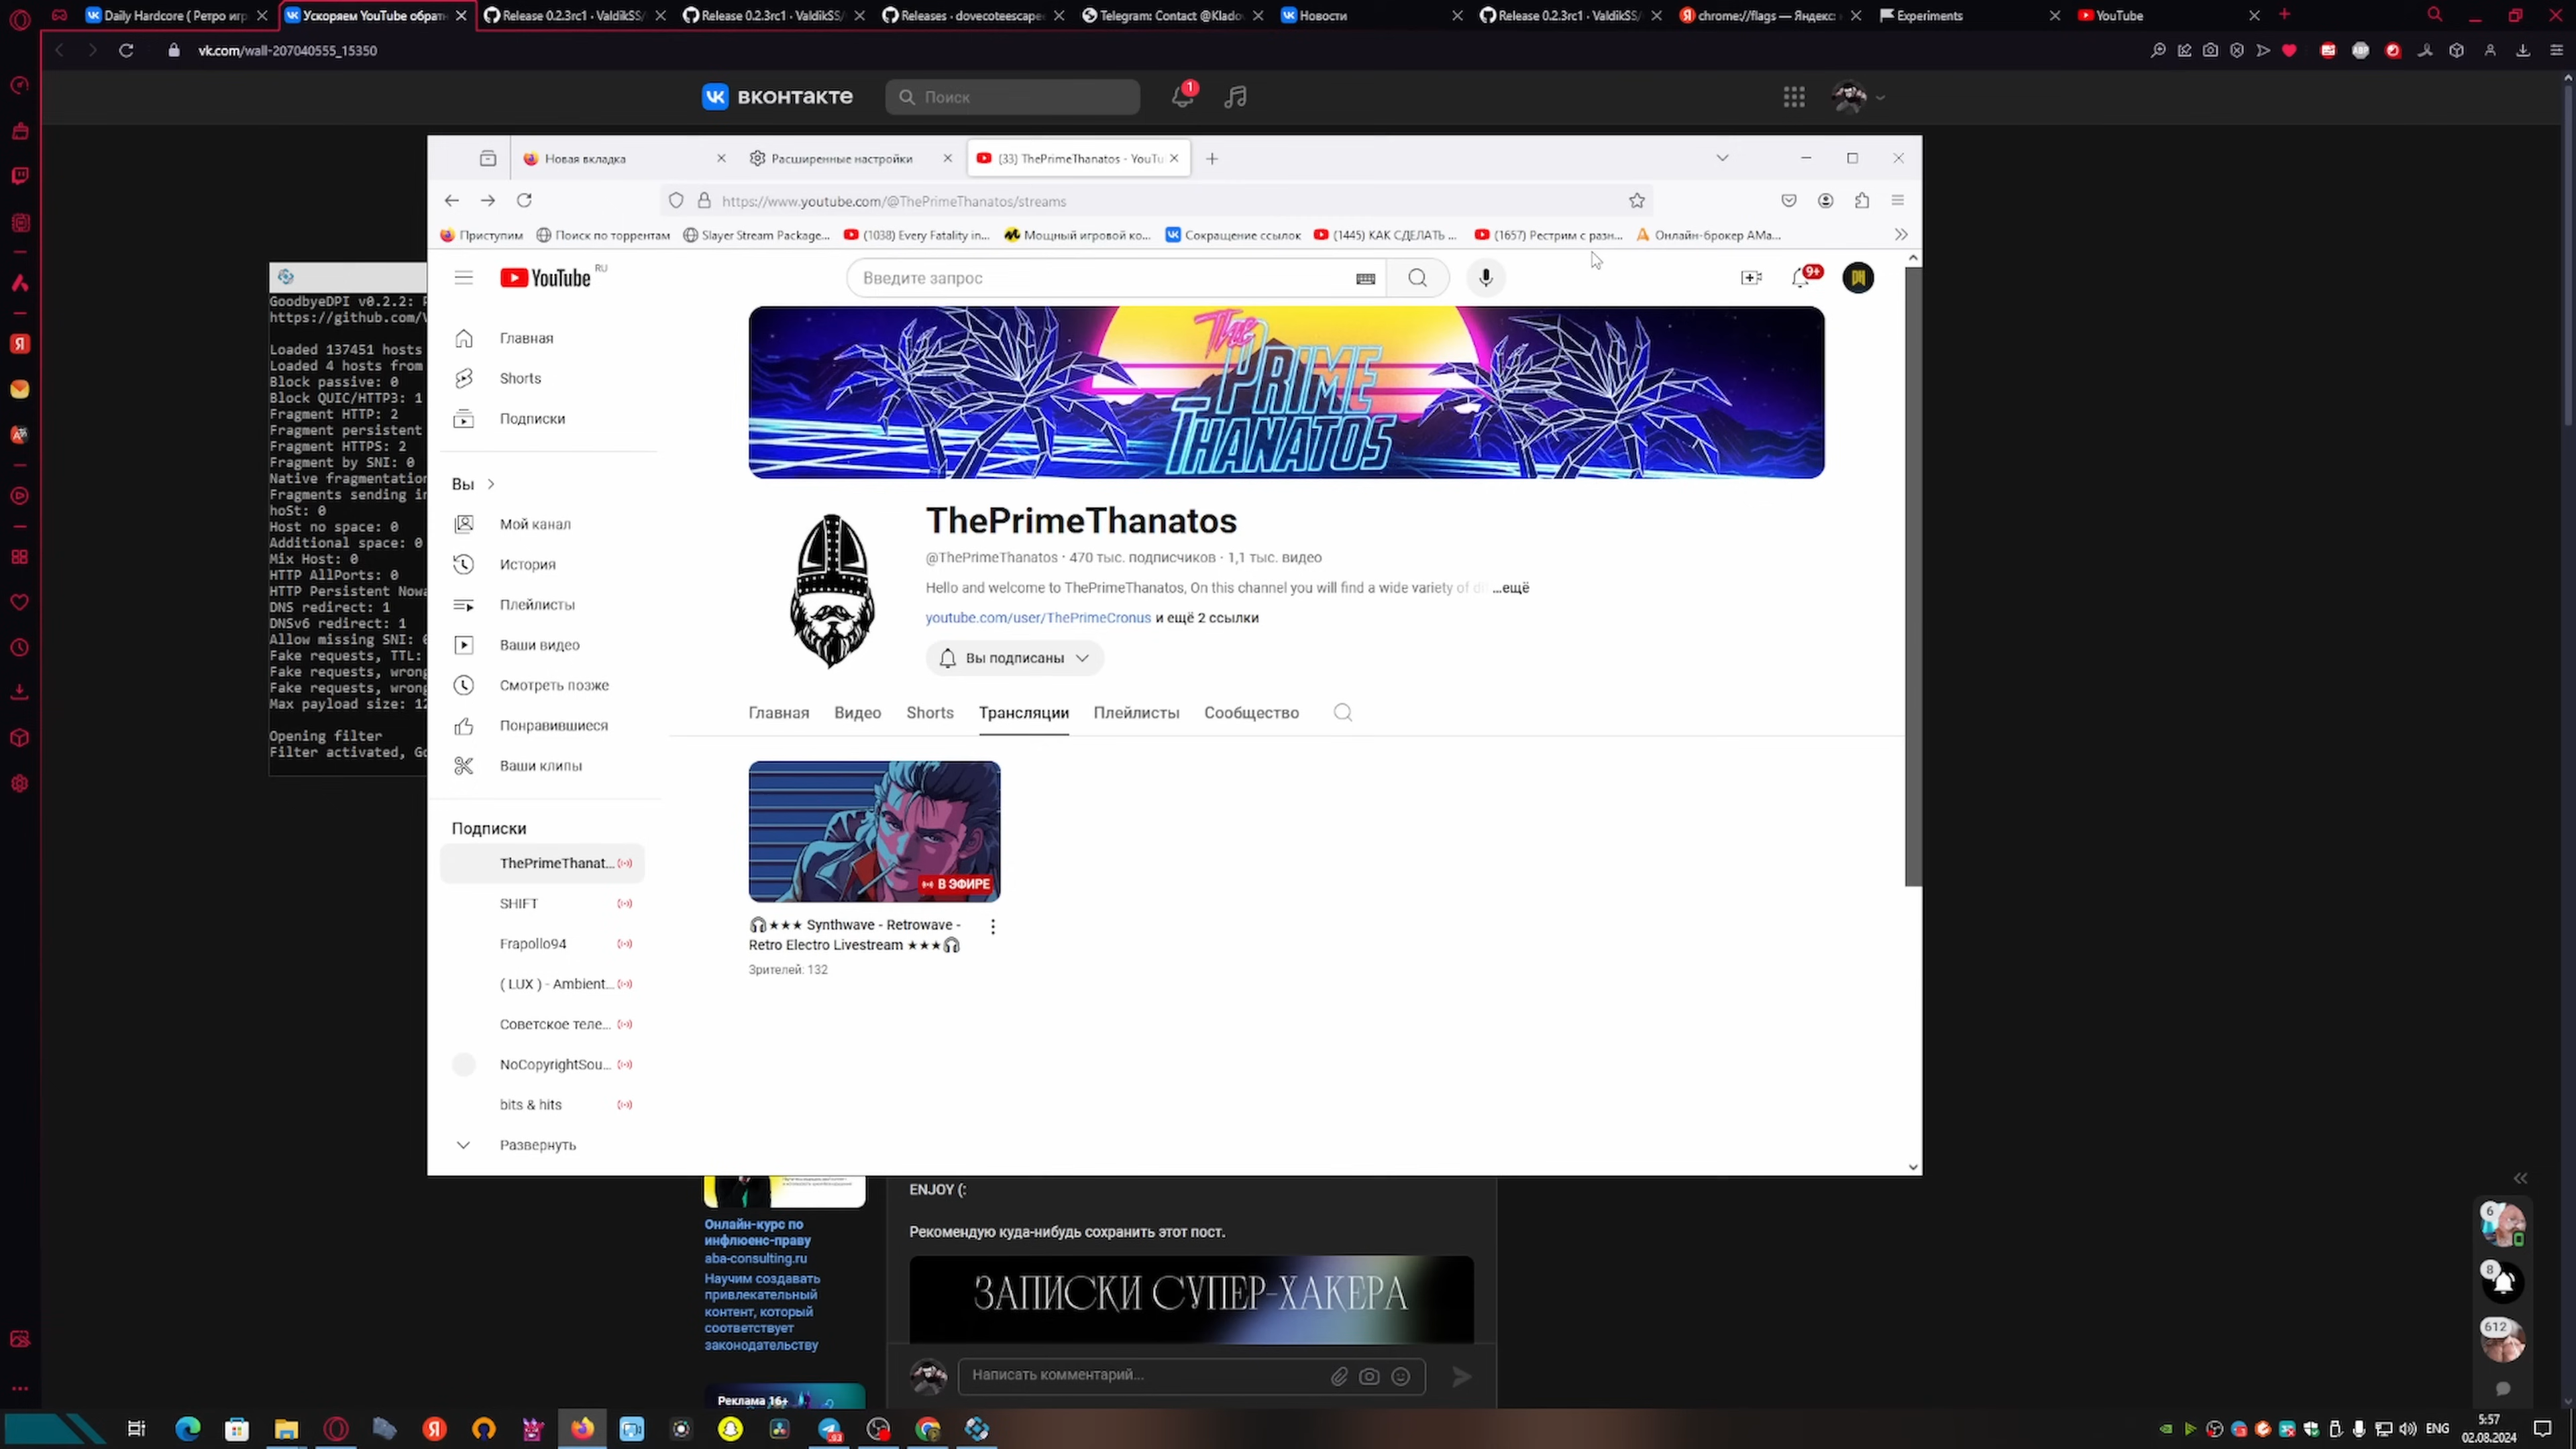 Daily Hardcore ( Ретро игр
Ускоряем YouTube обратн
Release 0.2.3rc1 · ValdikSS/
Release 0.2.3rc1 · ValdikSS/
Releases · dovecoteescape
Telegram: Contact @Klado
Новости
Release 0.2.3rc1 · ValdikSS/
chrome://flags — Яндекс:
Experiments
YouTube
vk.com/wall-207040555_15350
ВКОНТАКТЕ
Поиск
1
Новая вкладка
Расширенные настройки
(33) ThePrimeThanatos - YouTu
https://www.youtube.com/@ThePrimeThanatos/streams
Приступим
Поиск по торрентам
Slayer Stream Package...
(1038) Every Fatality in...
Мощный игровой ко...
Сокращение ссылок
(1445) КАК СДЕЛАТЬ ...
(1657) Рестрим с разн...
Онлайн-брокер АМа...
YouTube RU
Введите запрос
9+
GoodbyeDPI v0.2.2: P
https://github.com/V
Loaded 137451 hosts
Loaded 4 hosts from
Block passive: 0
Block QUIC/HTTP3: 1
Fragment HTTP: 2
Fragment persistent
Fragment HTTPS: 2
Fragment by SNI: 0
Native fragmentation
Fragments sending in
hoSt: 0
Host no space: 0
Additional space: 0
Mix Host: 0
HTTP AllPorts: 0
HTTP Persistent Nowa
DNS redirect: 1
DNSv6 redirect: 1
Allow missing SNI: 0
Fake requests, TTL:
Fake requests, wrong
Fake requests, wrong
Max payload size: 12
Opening filter
Filter activated, Go
Главная
Shorts
Подписки
Вы
Мой канал
История
Плейлисты
Ваши видео
Смотреть позже
Понравившиеся
Ваши клипы
Подписки
ThePrimeThanat...
SHIFT
Frapollo94
( LUX ) - Ambient...
Советское теле...
NoCopyrightSou...
bits & hits
Развернуть
The
PRIME
THANATOS
ThePrimeThanatos
@ThePrimeThanatos · 470 тыс. подписчиков · 1,1 тыс. видео
Hello and welcome to ThePrimeThanatos, On this channel you will find a wide variety of di ...ещё
youtube.com/user/ThePrimeCronus и ещё 2 ссылки
Вы подписаны
Главная
Видео
Shorts
Трансляции
Плейлисты
Сообщество
В ЭФИРЕ
🎧★★★ Synthwave - Retrowave -
Retro Electro Livestream ★★★🎧
Зрителей: 132
ENJOY (:
Рекомендую куда-нибудь сохранить этот пост.
ЗАПИСКИ СУПЕР-ХАКЕРА
Написать комментарий...
Онлайн-курс по
инфлюенс-праву
aba-consulting.ru
Научим создавать
привлекательный
контент, который
соответствует
законодательству
Реклама 16+
6
8
612
93
ENG
5:57
02.08.2024